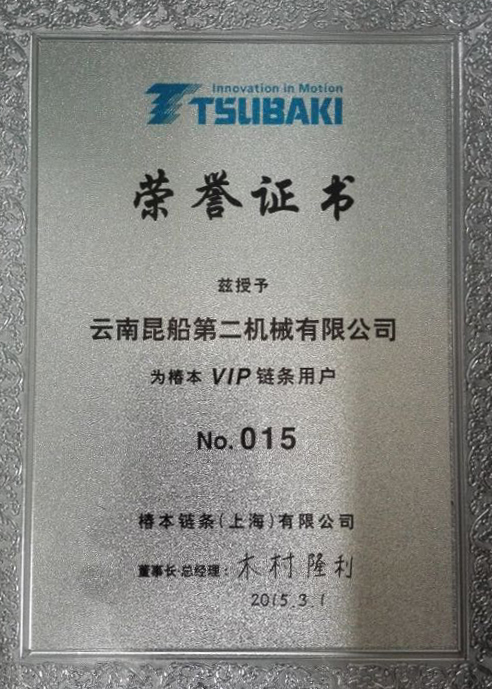 Innovation in Motion
TSUBAKI
荣誉证书
兹授予
云南昆船第二机械有限公司
为椿本 VIP 链条用户
No. 015
椿本链条(上海)有限公司
董事长·总经理：木村隆利
2015.3.1